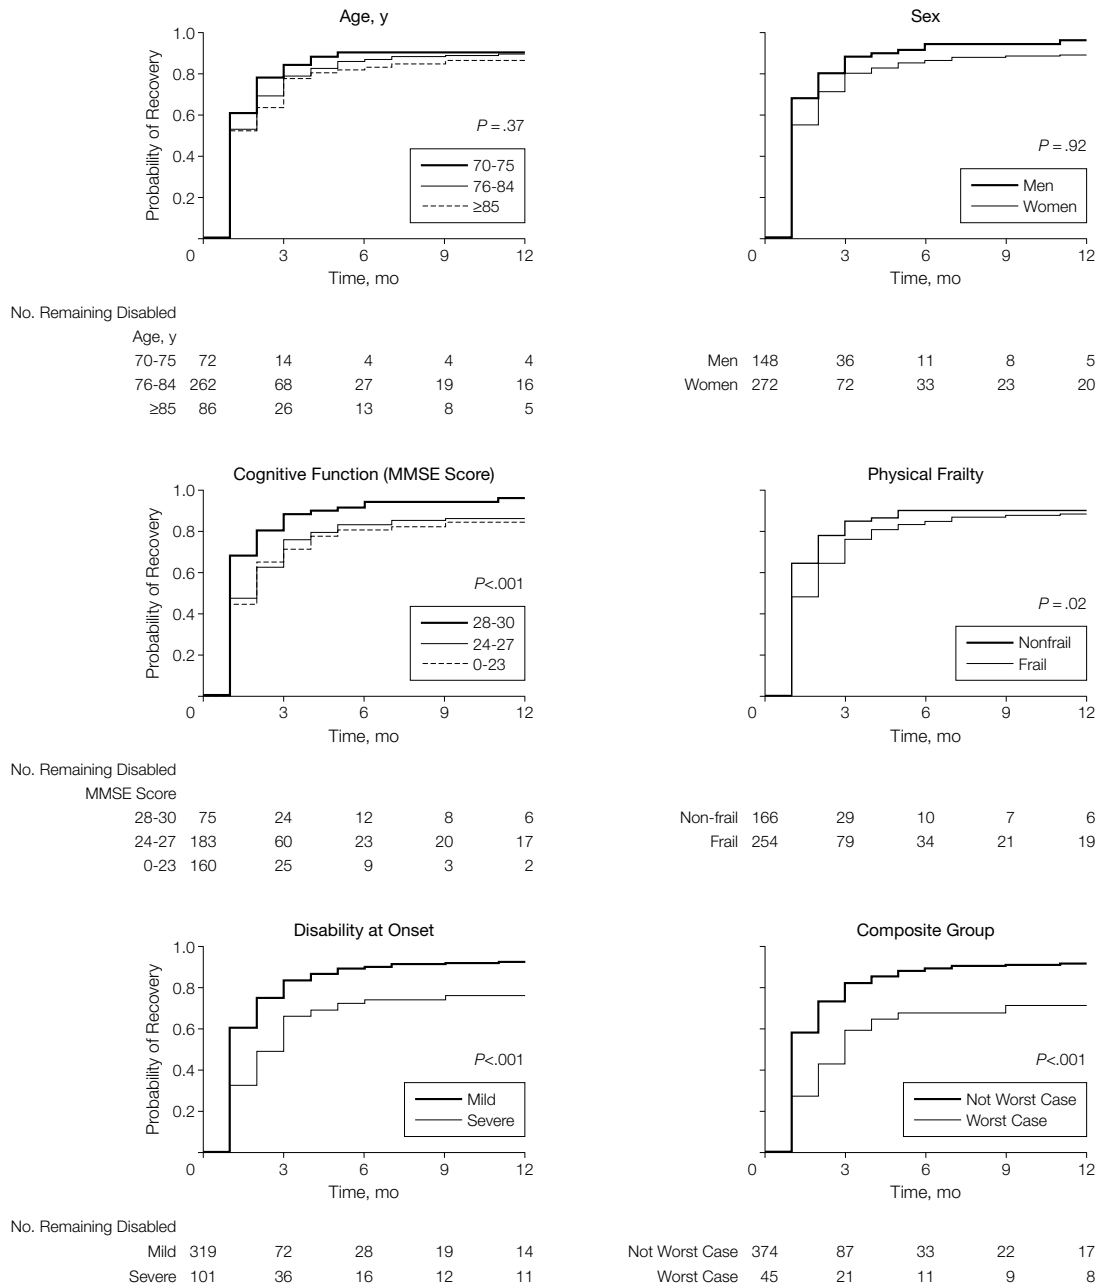 Age, y
Probability of Recovery
1.0
0.8
0.6
0.4
0.2
P = .37
70-75
76-84
≥85
0 3 6 9 12
Time, mo
No. Remaining Disabled
Age, y
70-75 72 14 4 4 4
76-84 262 68 27 19 16
≥85 86 26 13 8 5
Sex
P = .92
Men
Women
0 3 6 9 12
Time, mo
Men 148 36 11 8 5
Women 272 72 33 23 20
Cognitive Function (MMSE Score)
Probability of Recovery
1.0
0.8
0.6
0.4
0.2
P<.001
28-30
24-27
0-23
0 3 6 9 12
Time, mo
No. Remaining Disabled
MMSE Score
28-30 75 24 12 8 6
24-27 183 60 23 20 17
0-23 160 25 9 3 2
Physical Frailty
P = .02
Nonfrail
Frail
0 3 6 9 12
Time, mo
Non-frail 166 29 10 7 6
Frail 254 79 34 21 19
Disability at Onset
Probability of Recovery
1.0
0.8
0.6
0.4
0.2
P<.001
Mild
Severe
0 3 6 9 12
Time, mo
No. Remaining Disabled
Mild 319 72 28 19 14
Severe 101 36 16 12 11
Composite Group
P<.001
Not Worst Case
Worst Case
0 3 6 9 12
Time, mo
Not Worst Case 374 87 33 22 17
Worst Case 45 21 11 9 8